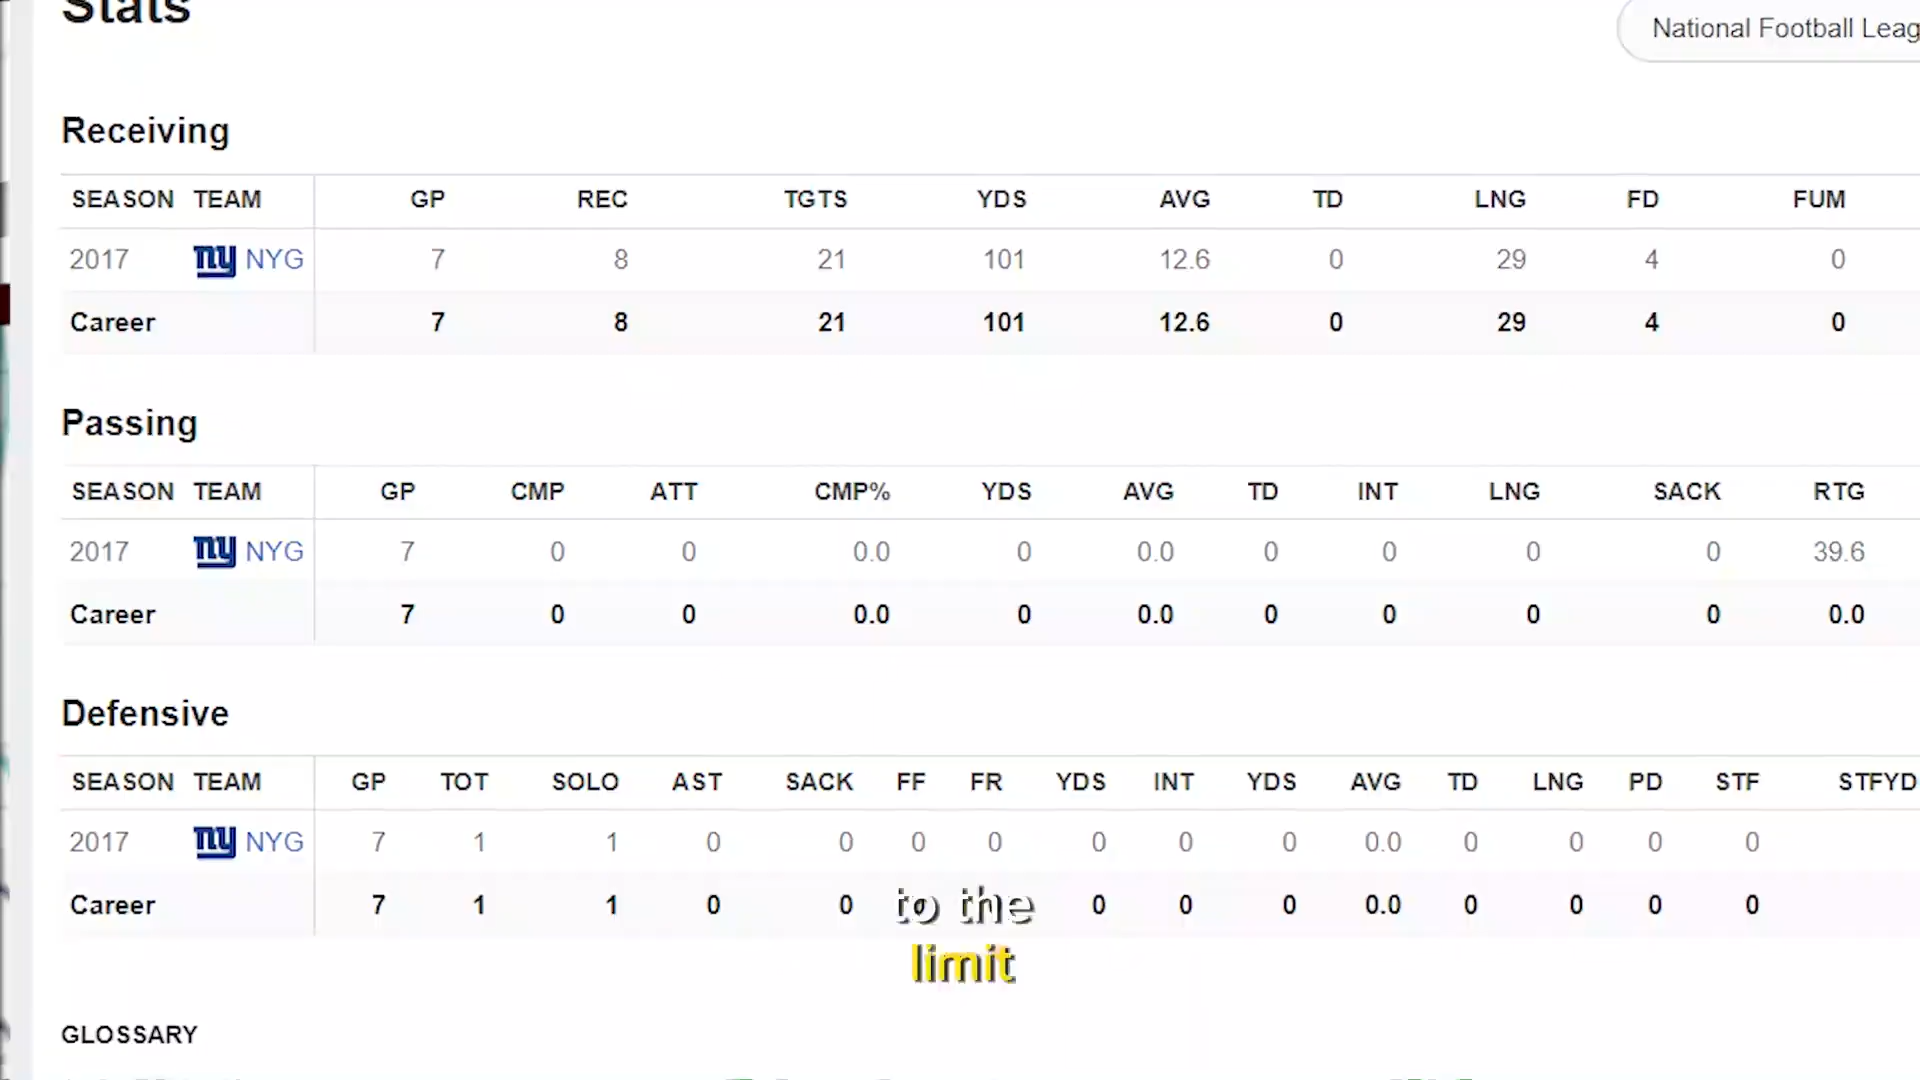 Stats
National Football Leag
Receiving
SEASON TEAM GP REC TGTS YDS AVG TD LNG FD FUM
2017 ny NYG 7 8 21 101 12.6 0 29 4 0
Career 7 8 21 101 12.6 0 29 4 0
Passing
SEASON TEAM GP CMP ATT CMP% YDS AVG TD INT LNG SACK RTG
2017 ny NYG 7 0 0 0.0 0 0.0 0 0 0 0 39.6
Career 7 0 0 0.0 0 0.0 0 0 0 0 0.0
Defensive
SEASON TEAM GP TOT SOLO AST SACK FF FR YDS INT YDS AVG TD LNG PD STF STFYD
2017 ny NYG 7 1 1 0 0 0 0 0 0 0 0.0 0 0 0 0
Career 7 1 1 0 0 0 0 0 0.0 0 0 0 0
to the
limit
GLOSSARY